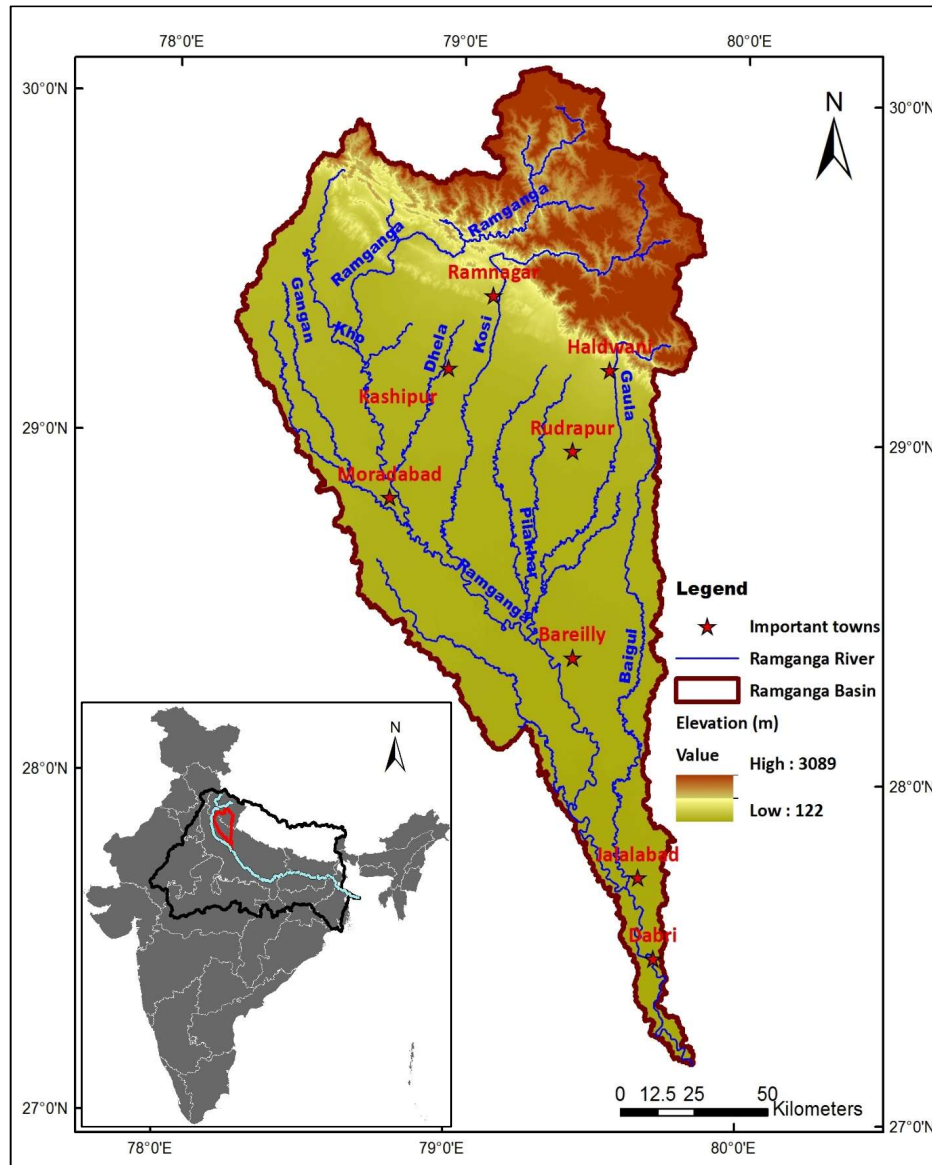 78°0'E
79°0'E
80°0'E
30°0'N
30°0'N
N
Ramganga
Ramganga
Ramnagar
Gangan
Kho
Dhela
Kosi
Haldwani
Gaula
Kashipur
29°0'N
29°0'N
Rudrapur
Moradabad
Pilakhar
Ramganga
Bareilly
Baigul
Legend
Important towns
Ramganga River
Ramganga Basin
Elevation (m)
Value
High : 3089
Low : 122
N
28°0'N
28°0'N
Jalalabad
Dabri
0 12.5 25 50
Kilometers
27°0'N
27°0'N
78°0'E
79°0'E
80°0'E